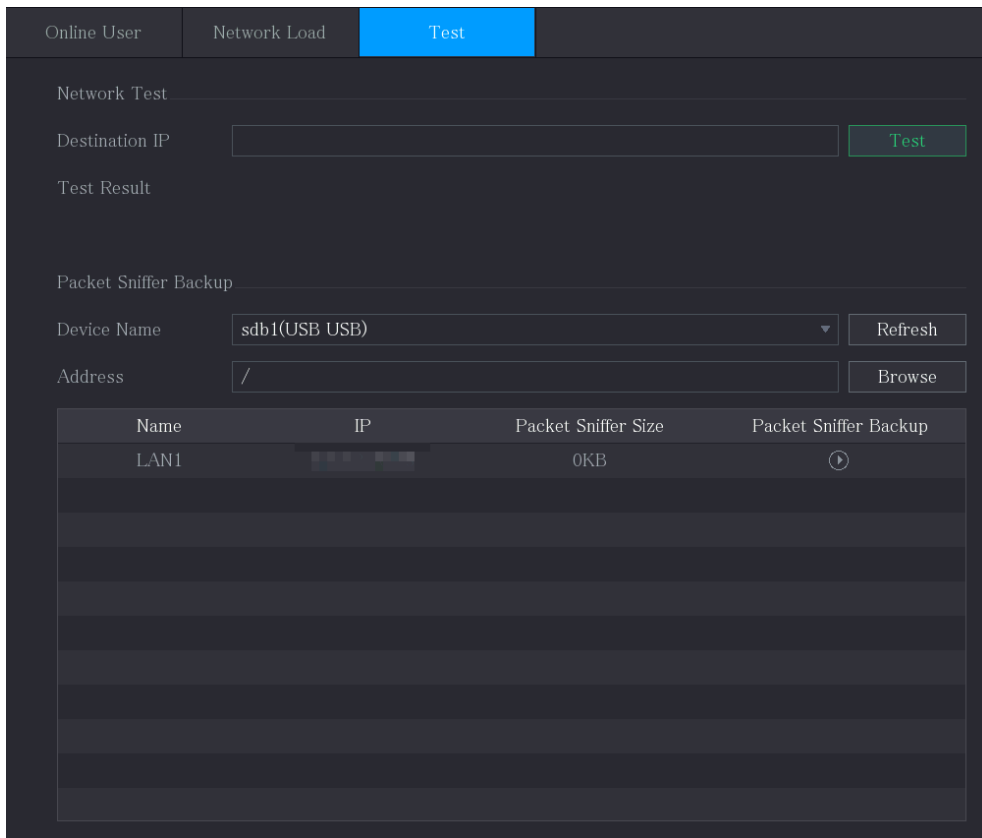 Online User Network Load Test
Network Test
Destination IP Test
Test Result
Packet Sniffer Backup
Device Name sdb1(USB USB) Refresh
Address / Browse
Name IP Packet Sniffer Size Packet Sniffer Backup
LAN1 0KB